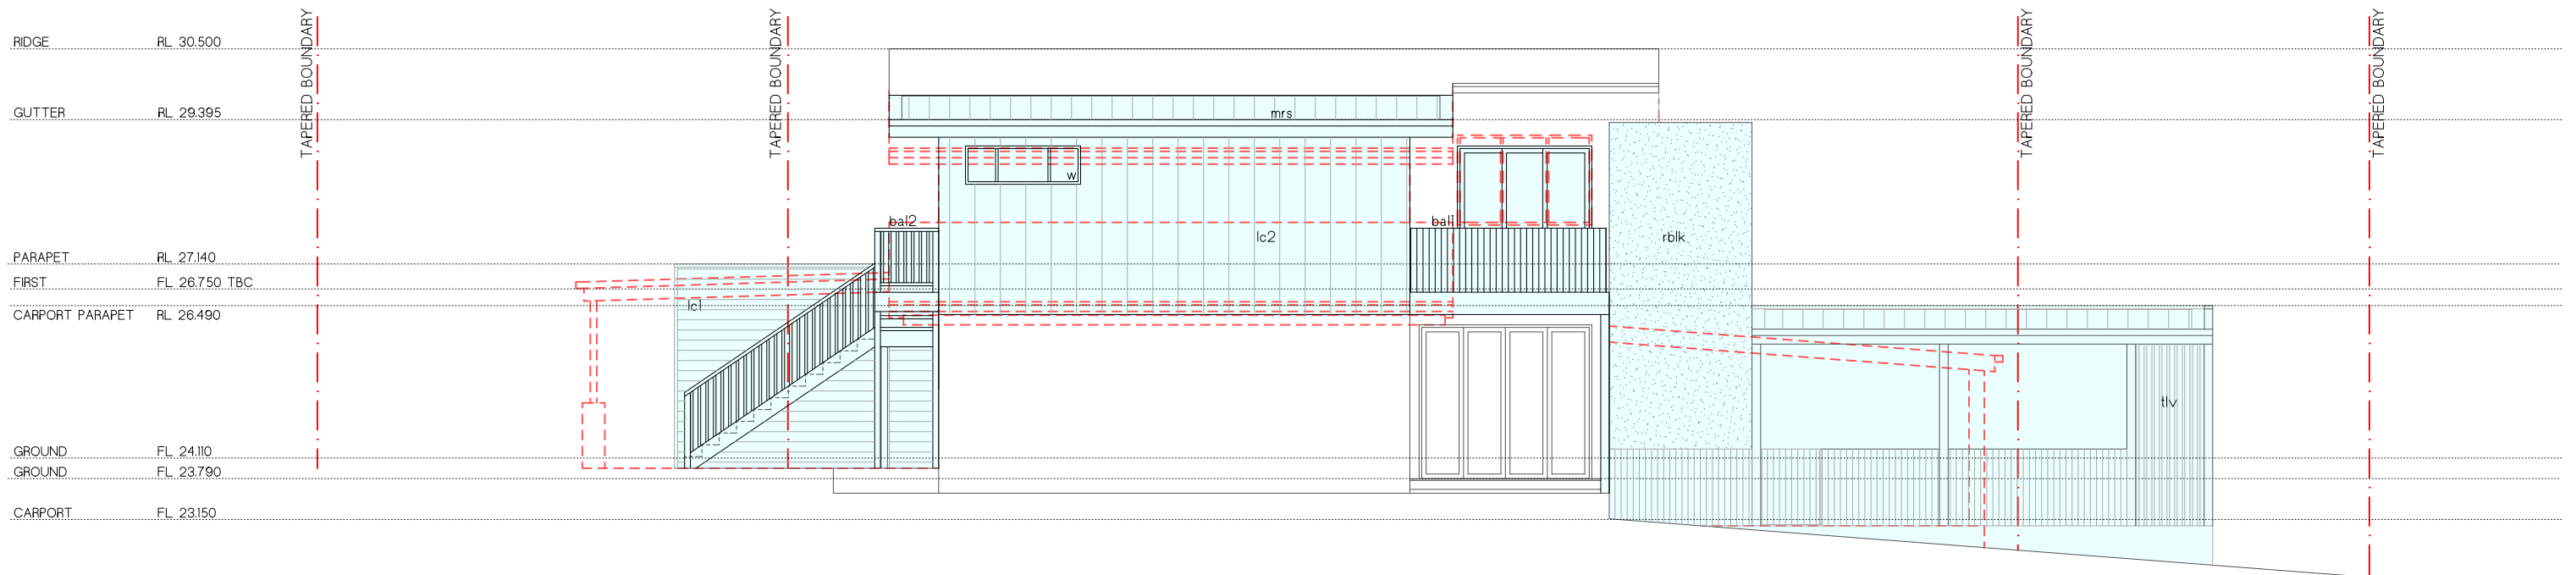 TAPERED BOUNDARY
TAPERED BOUNDARY
TAPERED BOUNDARY
TAPERED BOUNDARY
RIDGE RL 30.500
GUTTER RL 29.395
mrs
w
bal2
bal1
lc2
rblk
PARAPET RL 27.140
FIRST FL 26.750 TBC
lc1
CARPORT PARAPET RL 26.490
tlv
GROUND FL 24.110
GROUND FL 23.790
CARPORT FL 23.150